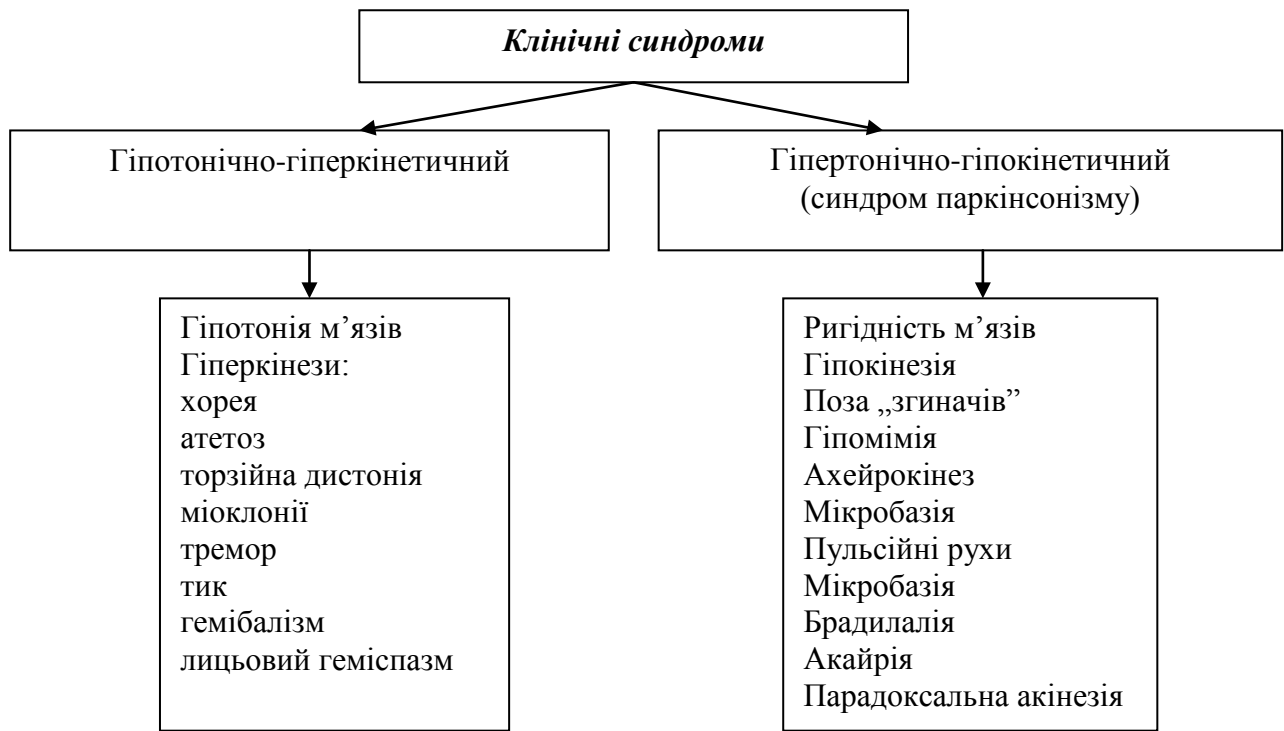 Клінічні синдроми
Гіпотонічно-гіперкінетичний
Гіпертонічно-гіпокінетичний
(синдром паркінсонізму)
Гіпотонія м’язів
Гіперкінези:
хорея
атетоз
торзійна дистонія
міоклонії
тремор
тик
гемібалізм
лицьовий геміспазм
Ригідність м’язів
Гіпокінезія
Поза „згиначів”
Гіпомімія
Ахейрокінез
Мікробазія
Пульсійні рухи
Мікробазія
Брадилалія
Акайрія
Парадоксальна акінезія